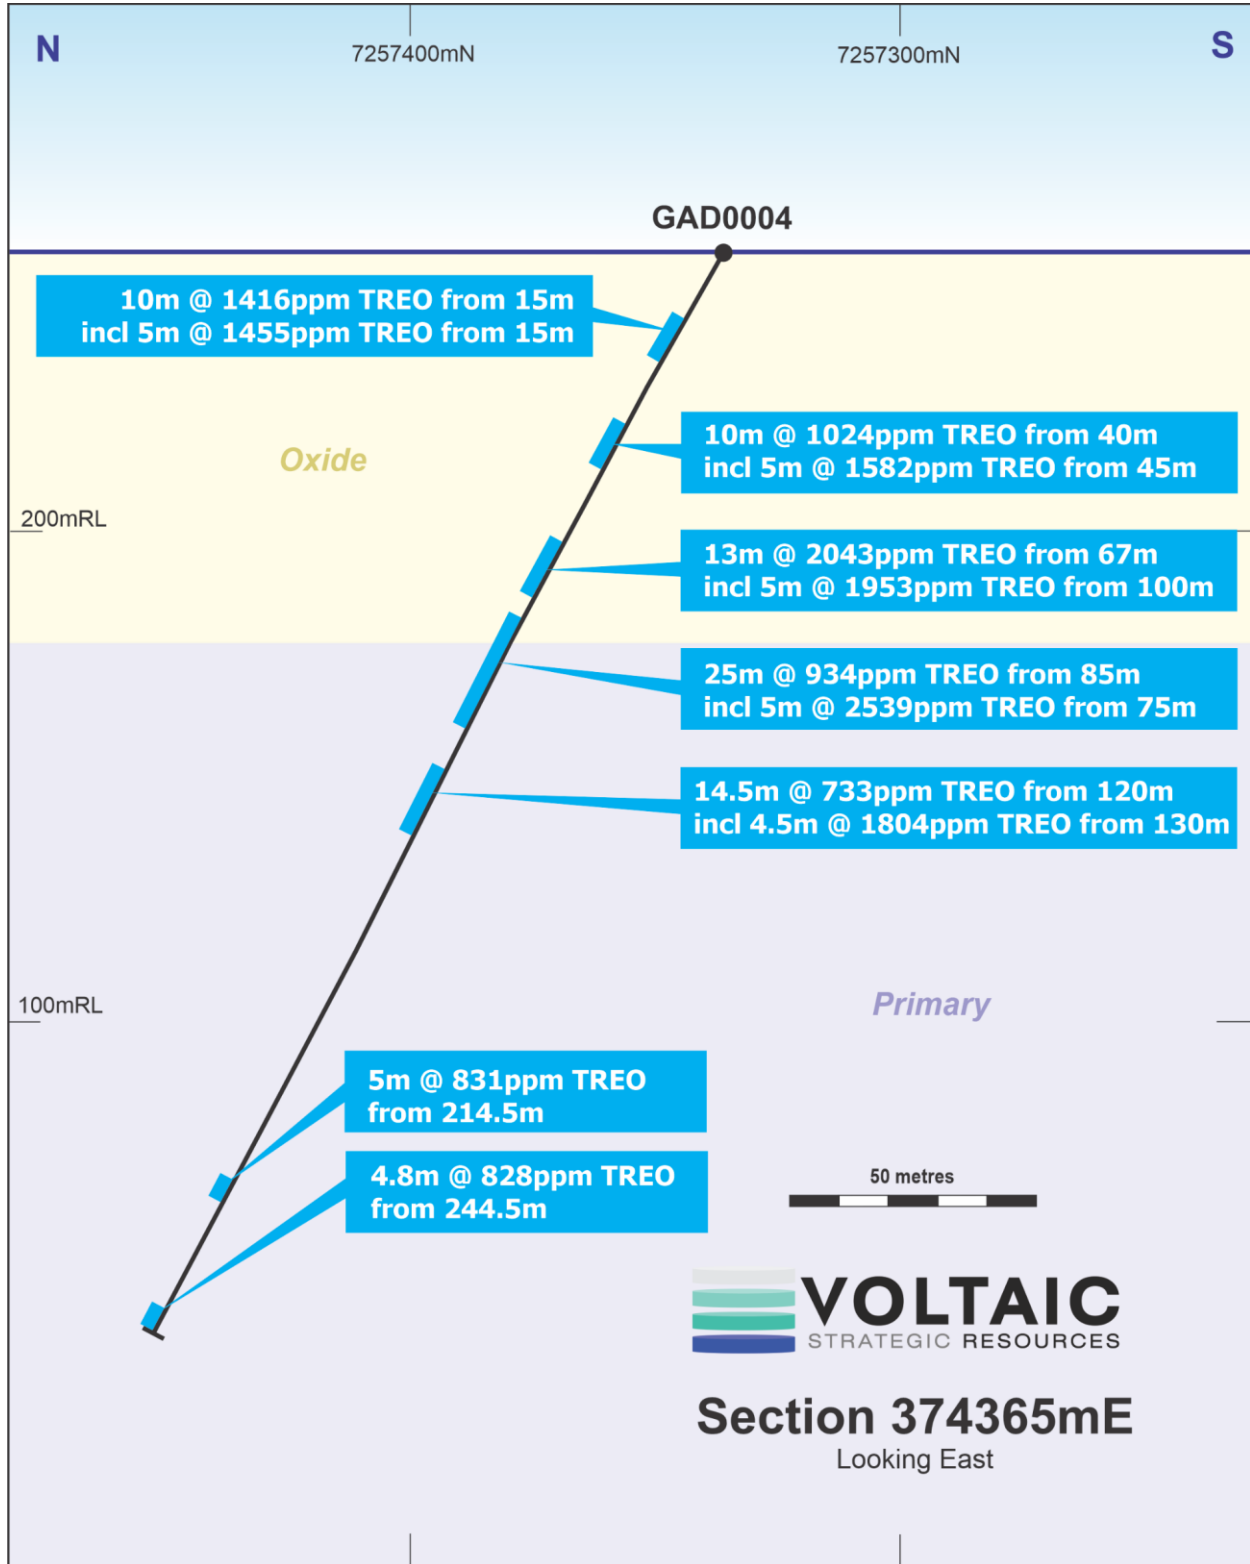 N
7257400mN
7257300mN
S
GAD0004
10m @ 1416ppm TREO from 15m
incl 5m @ 1455ppm TREO from 15m
10m @ 1024ppm TREO from 40m
incl 5m @ 1582ppm TREO from 45m
Oxide
200mRL
13m @ 2043ppm TREO from 67m
incl 5m @ 1953ppm TREO from 100m
25m @ 934ppm TREO from 85m
incl 5m @ 2539ppm TREO from 75m
14.5m @ 733ppm TREO from 120m
incl 4.5m @ 1804ppm TREO from 130m
100mRL
Primary
5m @ 831ppm TREO
from 214.5m
4.8m @ 828ppm TREO
from 244.5m
50 metres
VOLTAIC
STRATEGIC RESOURCES
Section 374365mE
Looking East